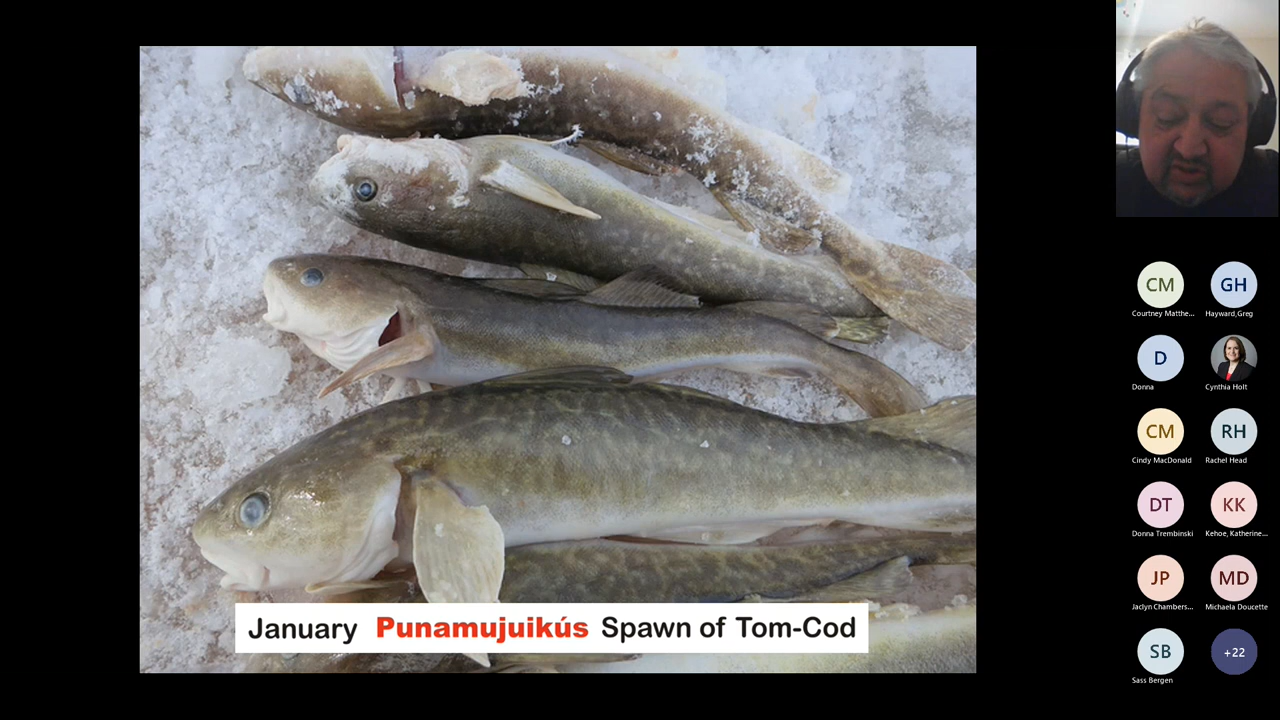 January Punamujuikús Spawn of Tom-Cod
CM GH
Courtney Matthe... Hayward,Greg
D
Donna Cynthia Holt
CM RH
Cindy MacDonald Rachel Head
DT KK
Donna Trembinski Kehoe, Katherine...
JP MD
Jaclyn Chambers... Michaela Doucette
SB +22
Sass Bergen